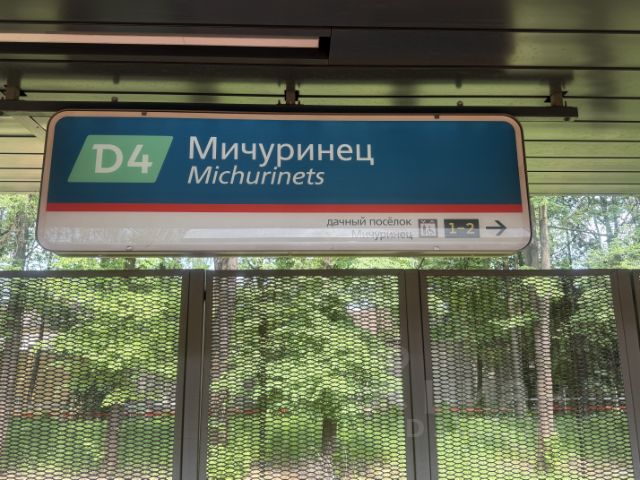 D4
Мичуринец
Michurinets
дачный посёлок
Мичуринец
1-2 →